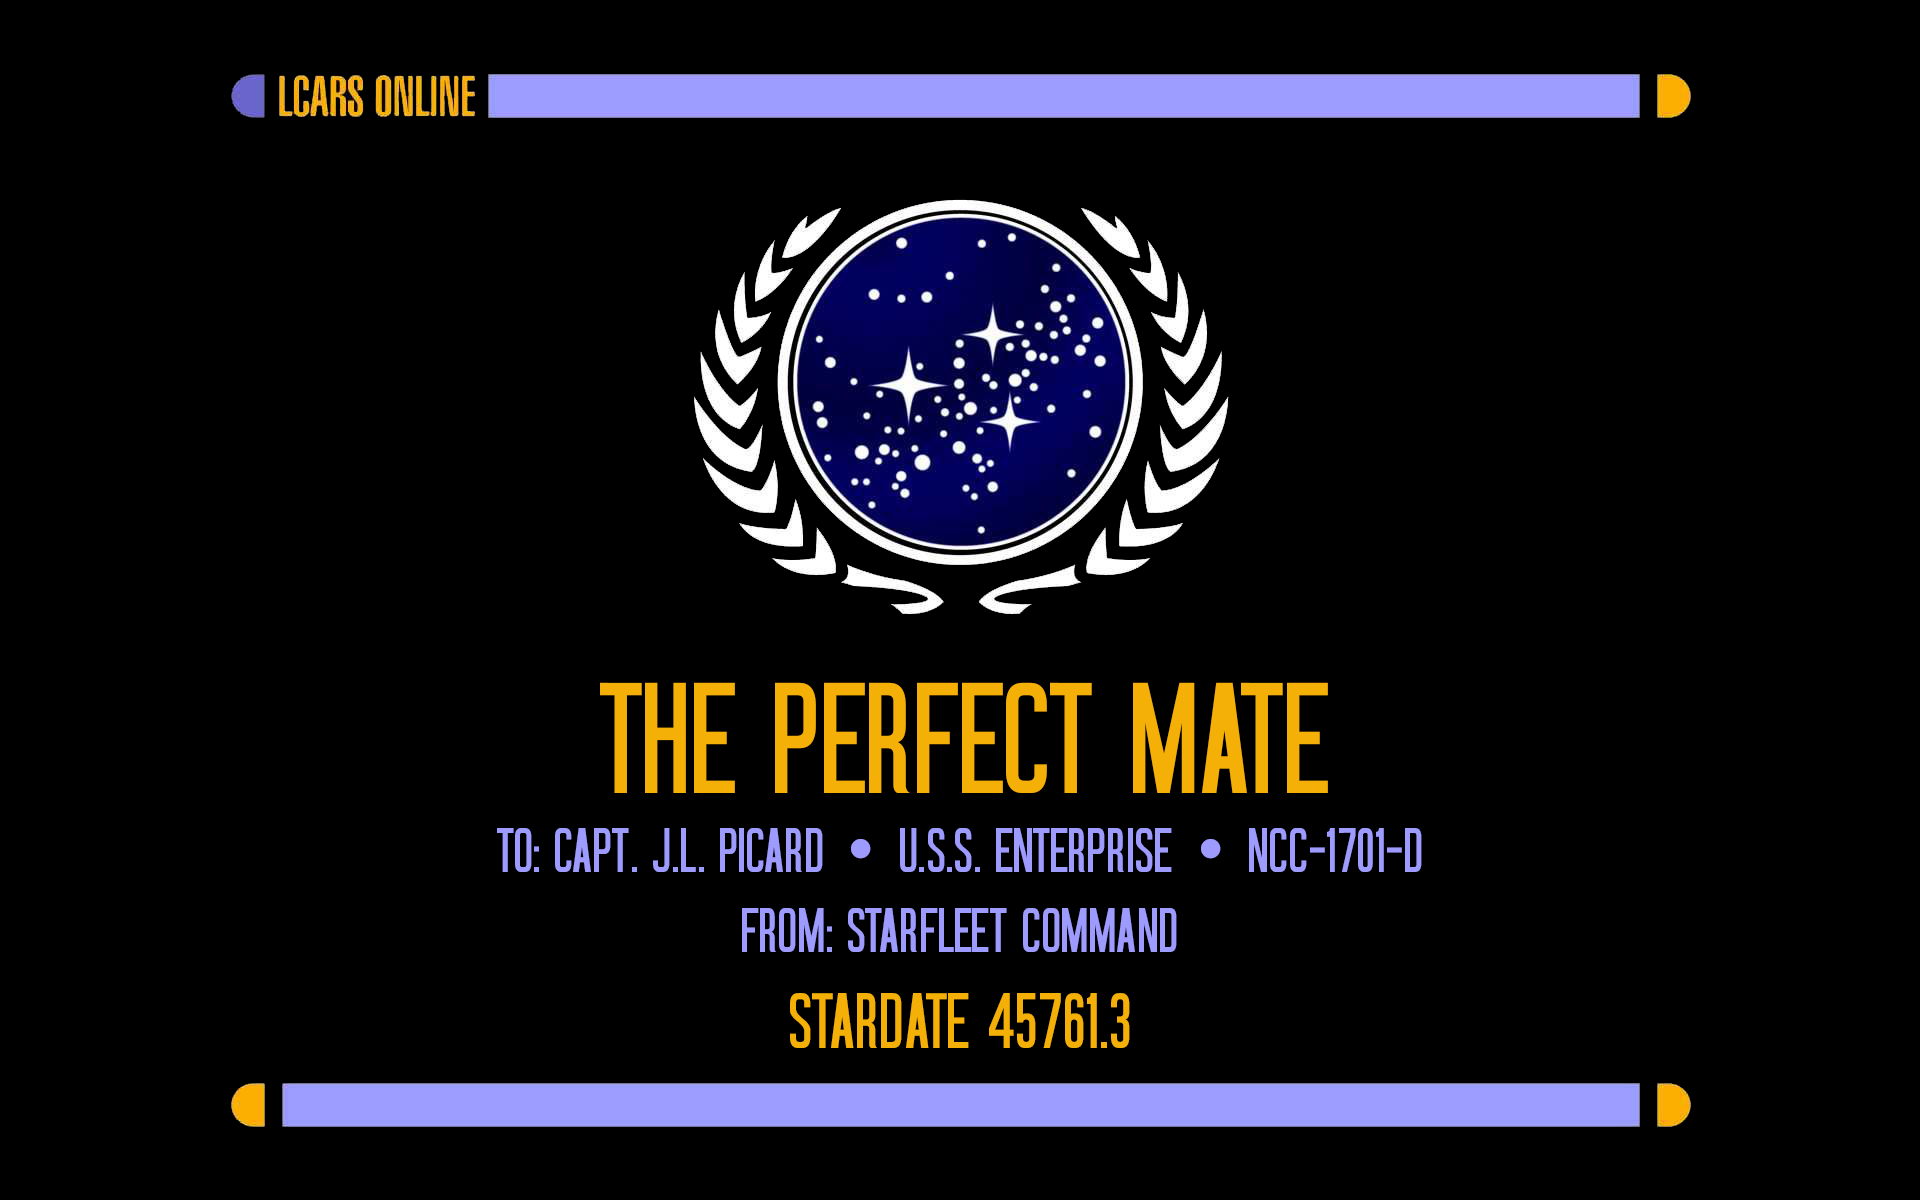 LCARS ONLINE
THE PERFECT MATE
TO: CAPT. J.L. PICARD • U.S.S. ENTERPRISE • NCC-1701-D
FROM: STARFLEET COMMAND
STARDATE 45761.3